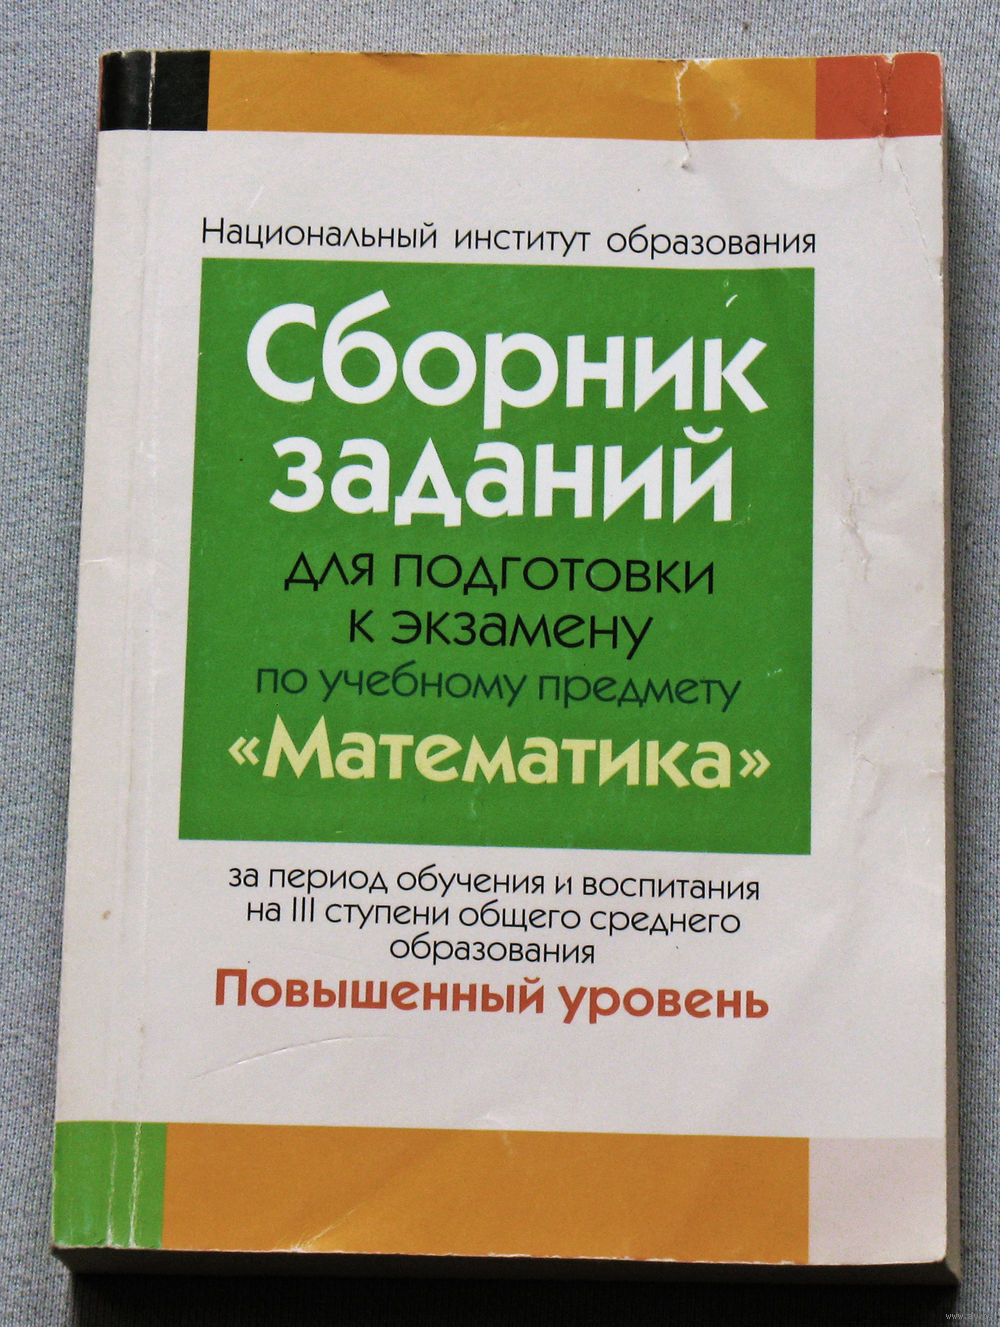 Национальный институт образования
Сборник
заданий
для подготовки
к экзамену
по учебному предмету
«Математика»
за период обучения и воспитания
на III ступени общего среднего
образования
Повышенный уровень